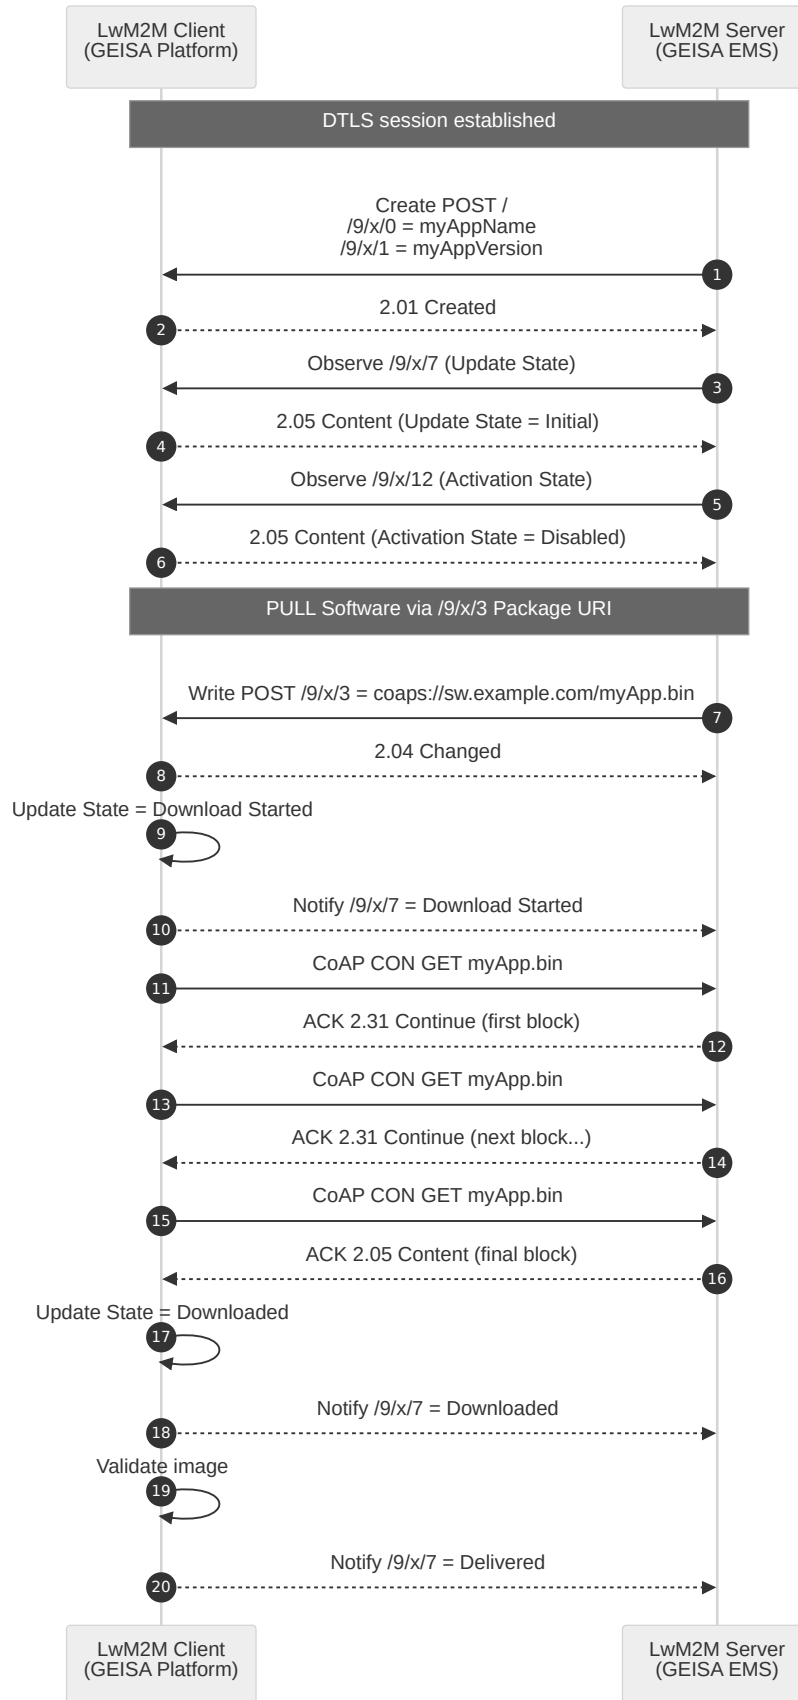 LwM2M Client
(GEISA Platform)
LwM2M Server
(GEISA EMS)
DTLS session established
Create POST /
/9/x/0 = myAppName
/9/x/1 = myAppVersion
1
2.01 Created
2
Observe /9/x/7 (Update State)
3
2.05 Content (Update State = Initial)
4
Observe /9/x/12 (Activation State)
5
2.05 Content (Activation State = Disabled)
6
PULL Software via /9/x/3 Package URI
Write POST /9/x/3 = coaps://sw.example.com/myApp.bin
7
2.04 Changed
8
Update State = Download Started
9
Notify /9/x/7 = Download Started
10
CoAP CON GET myApp.bin
11
ACK 2.31 Continue (first block)
12
CoAP CON GET myApp.bin
13
ACK 2.31 Continue (next block...)
14
CoAP CON GET myApp.bin
15
ACK 2.05 Content (final block)
16
Update State = Downloaded
17
Notify /9/x/7 = Downloaded
18
Validate image
19
Notify /9/x/7 = Delivered
20
LwM2M Client
(GEISA Platform)
LwM2M Server
(GEISA EMS)